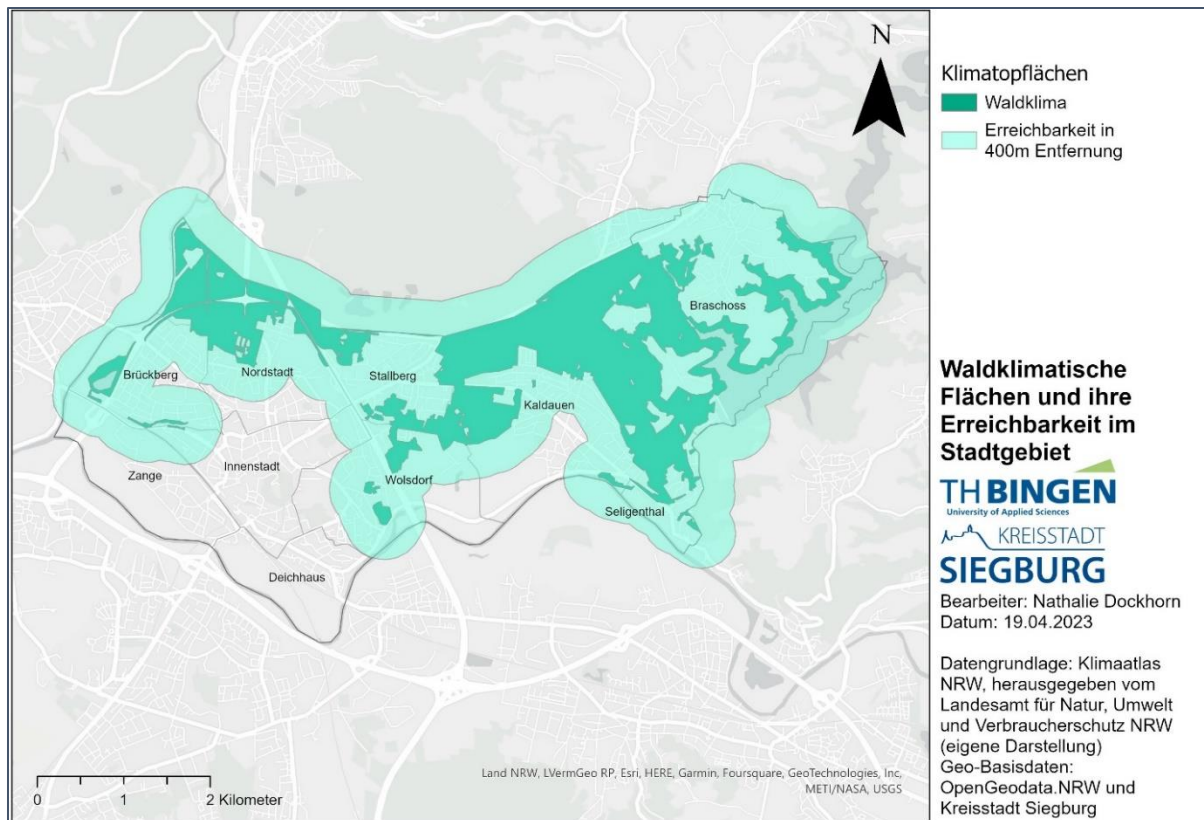 N
Klimatopflächen
Waldklima
Erreichbarkeit in
400m Entfernung
Braschoss
Brückberg
Nordstadt
Stallberg
Kaldauen
Innenstadt
Zange
Wolsdorf
Seligenthal
Deichhaus
Waldklimatische
Flächen und ihre
Erreichbarkeit im
Stadtgebiet
TH BINGEN
University of Applied Sciences
KREISSTADT
SIEGBURG
Bearbeiter: Nathalie Dockhorn
Datum: 19.04.2023
Datengrundlage: Klimaatlas
NRW, herausgegeben vom
Landesamt für Natur, Umwelt
und Verbraucherschutz NRW
(eigene Darstellung)
Geo-Basisdaten:
OpenGeodata.NRW und
Kreisstadt Siegburg
Land NRW, LVermGeo RP, Esri, HERE, Garmin, Foursquare, GeoTechnologies, Inc,
METI/NASA, USGS
0 1 2 Kilometer